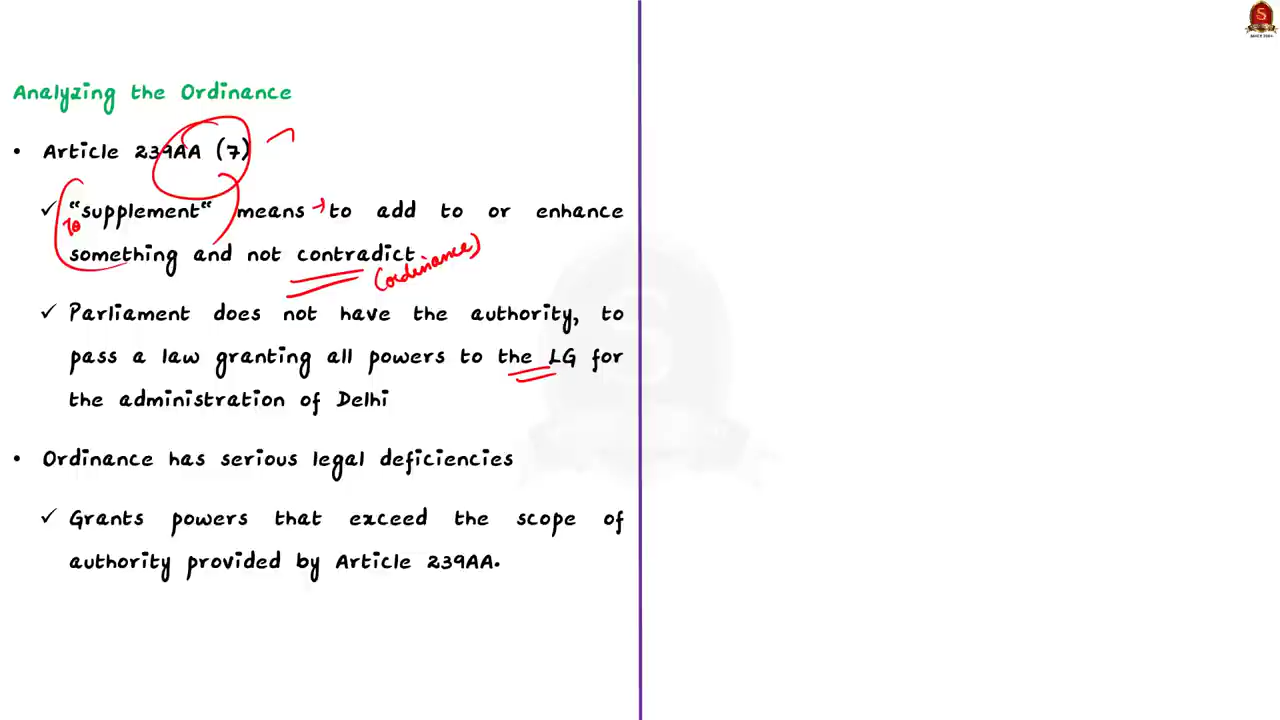 Analyzing the Ordinance
• Article 239AA (7)
✓ "supplement" means → to add to or enhance
something and not contradict
(ordinance)
✓ Parliament does not have the authority, to
pass a law granting all powers to the LG for
the administration of Delhi
• Ordinance has serious legal deficiencies
✓ Grants powers that exceed the scope of
authority provided by Article 239AA.
S